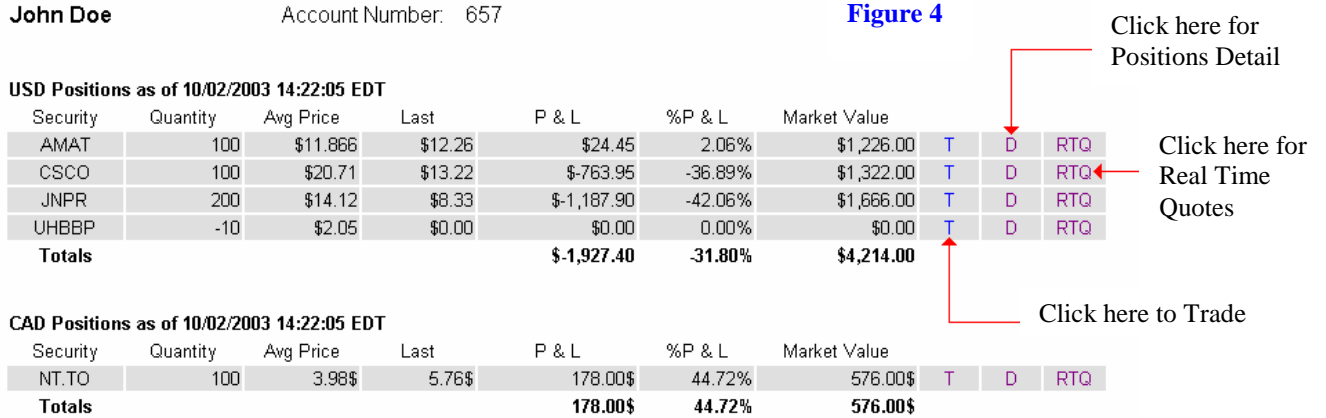 John Doe Account Number: 657 Figure 4
Click here for
Positions Detail
USD Positions as of 10/02/2003 14:22:05 EDT
Security Quantity Avg Price Last P & L %P & L Market Value
AMAT 100 $11.866 $12.26 $24.45 2.06% $1,226.00 T D RTQ
CSCO 100 $20.71 $13.22 $-763.95 -36.89% $1,322.00 T D RTQ
JNPR 200 $14.12 $8.33 $-1,187.90 -42.06% $1,666.00 T D RTQ
UHBBP -10 $2.05 $0.00 $0.00 0.00% $0.00 T D RTQ
Totals $-1,927.40 -31.80% $4,214.00
Click here for
Real Time
Quotes
Click here to Trade
CAD Positions as of 10/02/2003 14:22:05 EDT
Security Quantity Avg Price Last P & L %P & L Market Value
NT.TO 100 3.98$ 5.76$ 178.00$ 44.72% 576.00$ T D RTQ
Totals 178.00$ 44.72% 576.00$